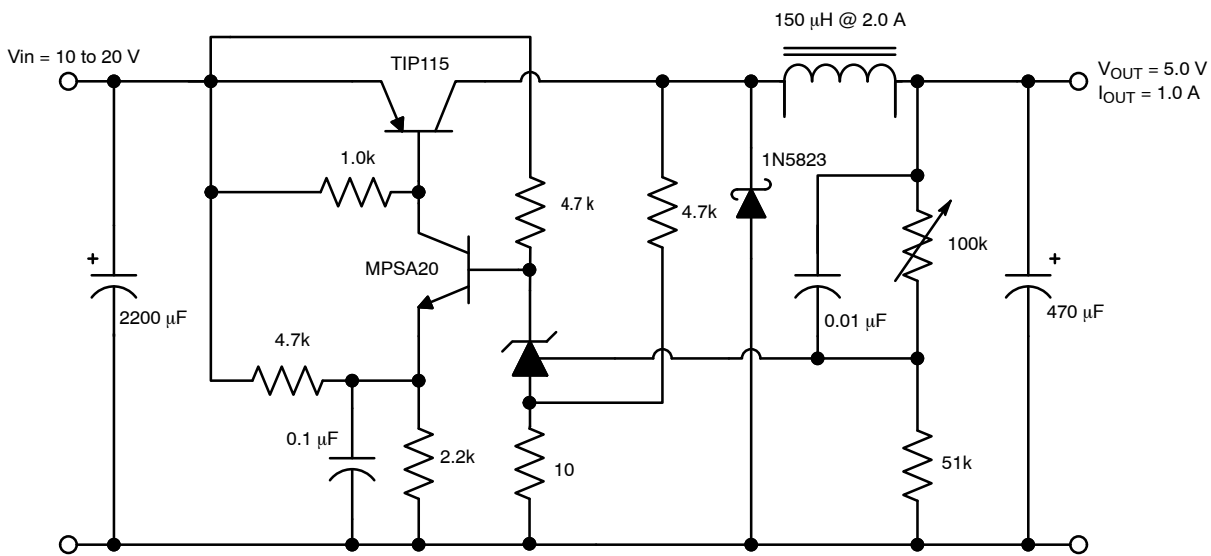 150 μH @ 2.0 A
Vin = 10 to 20 V
TIP115
V_OUT = 5.0 V
I_OUT = 1.0 A
1.0k
1N5823
4.7 k
4.7k
100k
MPSA20
+
+
2200 μF
0.01 μF
470 μF
4.7k
0.1 μF
2.2k
10
51k